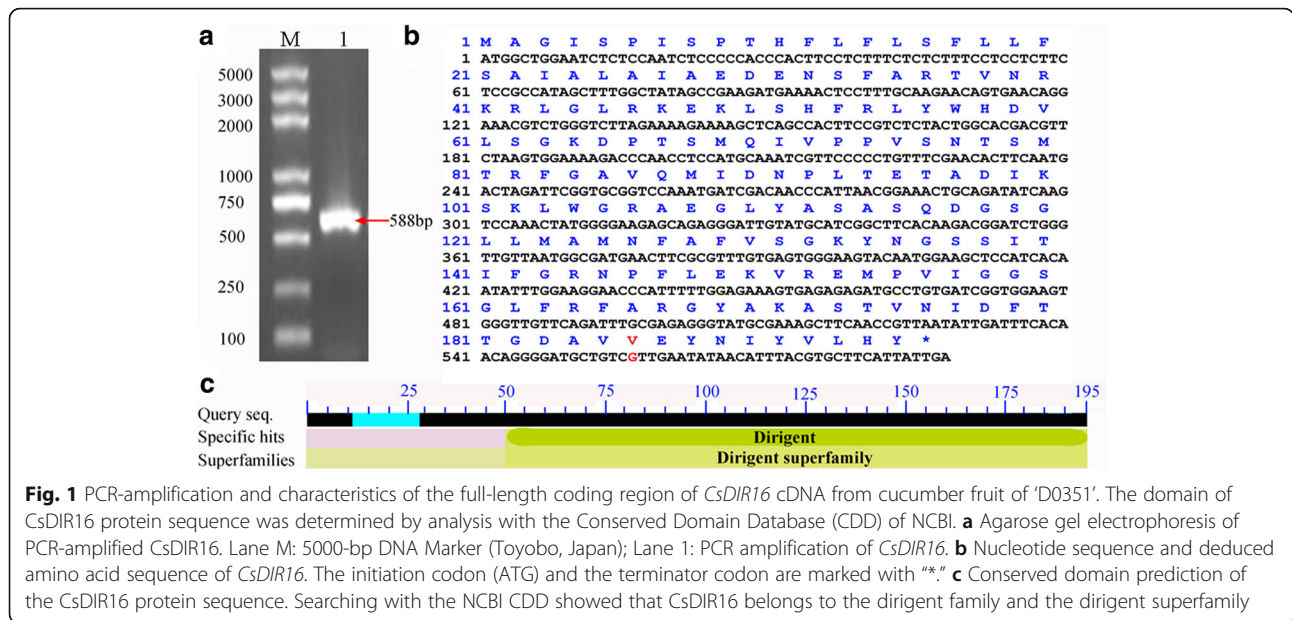 a
M 1
5000
3000
2000
1000
750
500
250
100
588bp
b
1 M A G I S P I S P T H F L F L S F L L F
1 ATGGCTGGAATCTCTCCAATCTCCCCCACCCACTTCCTCTTTCTCTCTTTCCTCCTCTTC
21 S A I A L A I A E D E N S F A R T V N R
61 TCCGCCATAGCTTTGGCTATAGCCGAAGATGAAAACTCCTTTGCAAGAACAGTGAACAGG
41 K R L G L R K E K L S H F R L Y W H D V
121 AAACGTCTGGGTCTTAGAAAAGAAAAGCTCAGCCACTTCCGTCTCTACTGGCACGACGTT
61 L S G K D P T S M Q I V P P V S N T S M
181 CTAAGTGGAAAAGACCCAACCTCCATGCAAATCGTTCCCCCTGTTTCGAACACTTCAATG
81 T R F G A V Q M I D N P L T E T A D I K
241 ACTAGATTCGGTGCGGTCCAAATGATCGACAACCCATTAACGGAAACTGCAGATATCAAG
101 S K L W G R A E G L Y A S A S Q D G S G
301 TCCAAACTATGGGGAAGAGCAGAGGGATTGTATGCATCGGCTTCACAAGACGGATCTGGG
121 L L M A M N F A F V S G K Y N G S S I T
361 TTGTTAATGGCGATGAACTTCGCGTTTGTGAGTGGGAAGTACAATGGAAGCTCCATCACA
141 I F G R N P F L E K V R E M P V I G G S
421 ATATTTGGAAGGAACCCATTTTTGGAGAAAGTGAGAGAGATGCCTGTGATCGGTGGAAGT
161 G L F R F A R G Y A K A S T V N I D F T
481 GGGTTGTTCAGATTTGCGAGAGGGTATGCGAAAGCTTCAACCGTTAATATTGATTTCACA
181 T G D A V V E Y N I Y V L H Y *
541 ACAGGGGATGCTGTCGTTGAATATAACATTTACGTGCTTCATTATTGA
c
1 25 50 75 100 125 150 175 195
Query seq.
Specific hits Dirigent
Superfamilies Dirigent superfamily
Fig. 1 PCR-amplification and characteristics of the full-length coding region of CsDIR16 cDNA from cucumber fruit of ‘D0351’. The domain of
CsDIR16 protein sequence was determined by analysis with the Conserved Domain Database (CDD) of NCBI. a Agarose gel electrophoresis of
PCR-amplified CsDIR16. Lane M: 5000-bp DNA Marker (Toyobo, Japan); Lane 1: PCR amplification of CsDIR16. b Nucleotide sequence and deduced
amino acid sequence of CsDIR16. The initiation codon (ATG) and the terminator codon are marked with “*.” c Conserved domain prediction of
the CsDIR16 protein sequence. Searching with the NCBI CDD showed that CsDIR16 belongs to the dirigent family and the dirigent superfamily